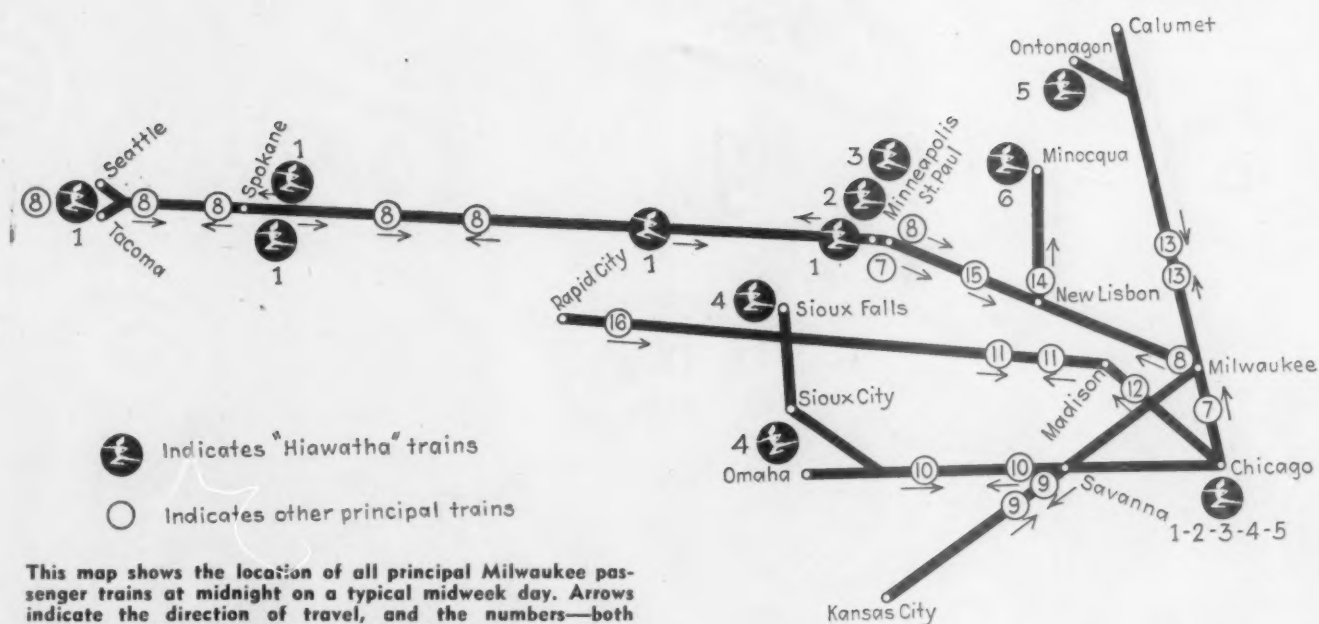 Calumet
Ontonagon
5
Seattle
Spokane
1
3
Minneapolis
St. Paul
2
Minocqua
6
8
8
8
1
Tacoma
1
8
8
1
1
8
7
15
14
New Lisbon
13
13
Rapid City
16
4
Sioux Falls
11
11
Madison
12
8
Milwaukee
7
Sioux City
4
Omaha
10
10
9
9
Savanna
Chicago
1-2-3-4-5
Kansas City
Indicates "Hiawatha" trains
Indicates other principal trains
This map shows the location of all principal Milwaukee pas-
senger trains at midnight on a typical midweek day. Arrows
indicate the direction of travel, and the numbers—both